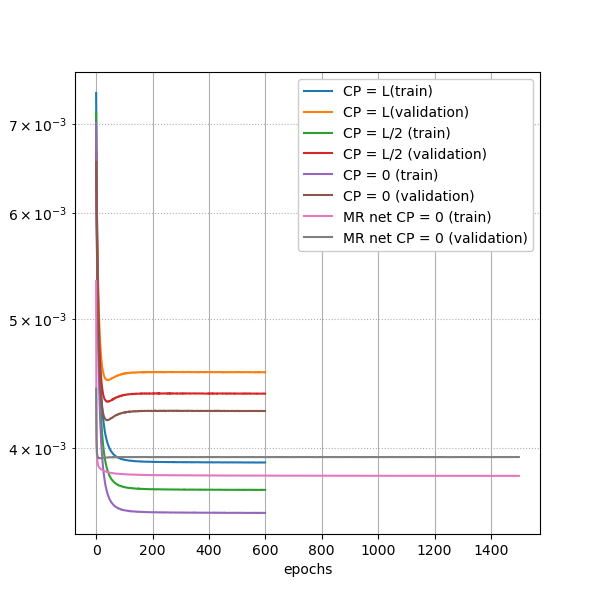 CP = L(train)
CP = L(validation)
CP = L/2 (train)
CP = L/2 (validation)
CP = 0 (train)
CP = 0 (validation)
MR net CP = 0 (train)
MR net CP = 0 (validation)
7 × 10⁻³
6 × 10⁻³
5 × 10⁻³
4 × 10⁻³
0 200 400 600 800 1000 1200 1400
epochs